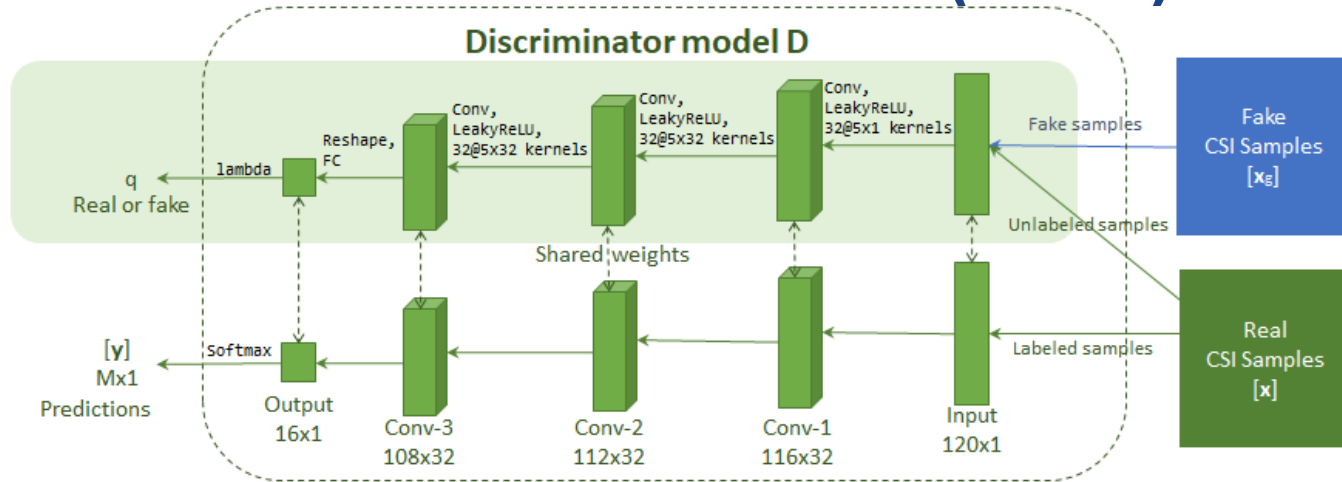 Discriminator model D
Conv,
LeakyReLU,
32@5x1 kernels
Conv,
LeakyReLU,
32@5x32 kernels
Conv,
LeakyReLU,
32@5x32 kernels
Reshape,
FC
lambda
q
Real or fake
Fake samples
Fake
CSI Samples
[xg]
Unlabeled samples
Shared weights
Real
CSI Samples
[x]
Labeled samples
Softmax
[y]
Mx1
Predictions
Output
16x1
Conv-3
108x32
Conv-2
112x32
Conv-1
116x32
Input
120x1